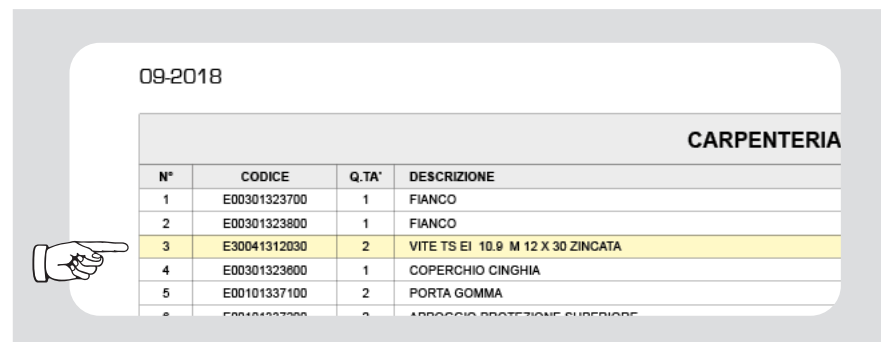 09-2018
CARPENTERIA
N° CODICE Q.TA' DESCRIZIONE
1 E00301323700 1 FIANCO
2 E00301323800 1 FIANCO
3 E30041312030 2 VITE TS EI 10.9 M 12 X 30 ZINCATA
4 E00301323600 1 COPERCHIO CINGHIA
5 E00101337100 2 PORTA GOMMA